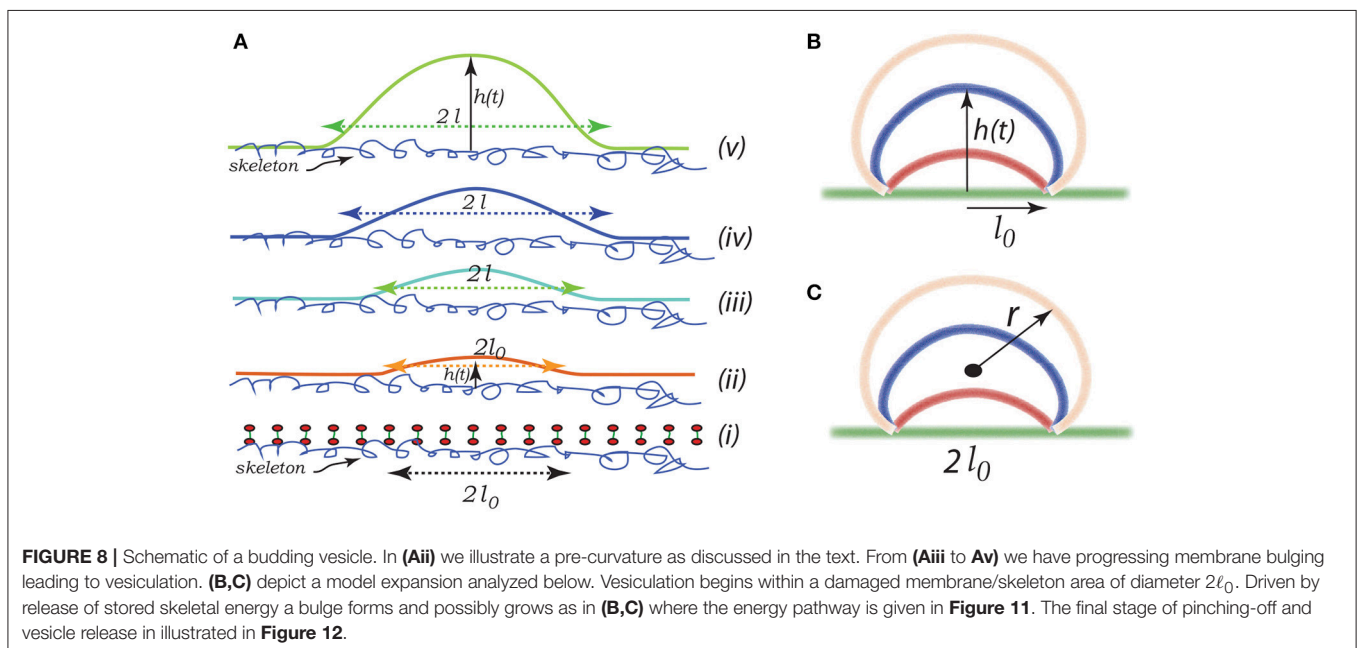 A
h(t)
2l
(v)
skeleton
2l
(iv)
2l
(iii)
2l₀
h(t)
(ii)
(i)
skeleton
2l₀
B
h(t)
l₀
C
r
2l₀
FIGURE 8 | Schematic of a budding vesicle. In (Aii) we illustrate a pre-curvature as discussed in the text. From (Aiii to Av) we have progressing membrane bulging
leading to vesiculation. (B,C) depict a model expansion analyzed below. Vesiculation begins within a damaged membrane/skeleton area of diameter 2ℓ₀. Driven by
release of stored skeletal energy a bulge forms and possibly grows as in (B,C) where the energy pathway is given in Figure 11. The final stage of pinching-off and
vesicle release in illustrated in Figure 12.